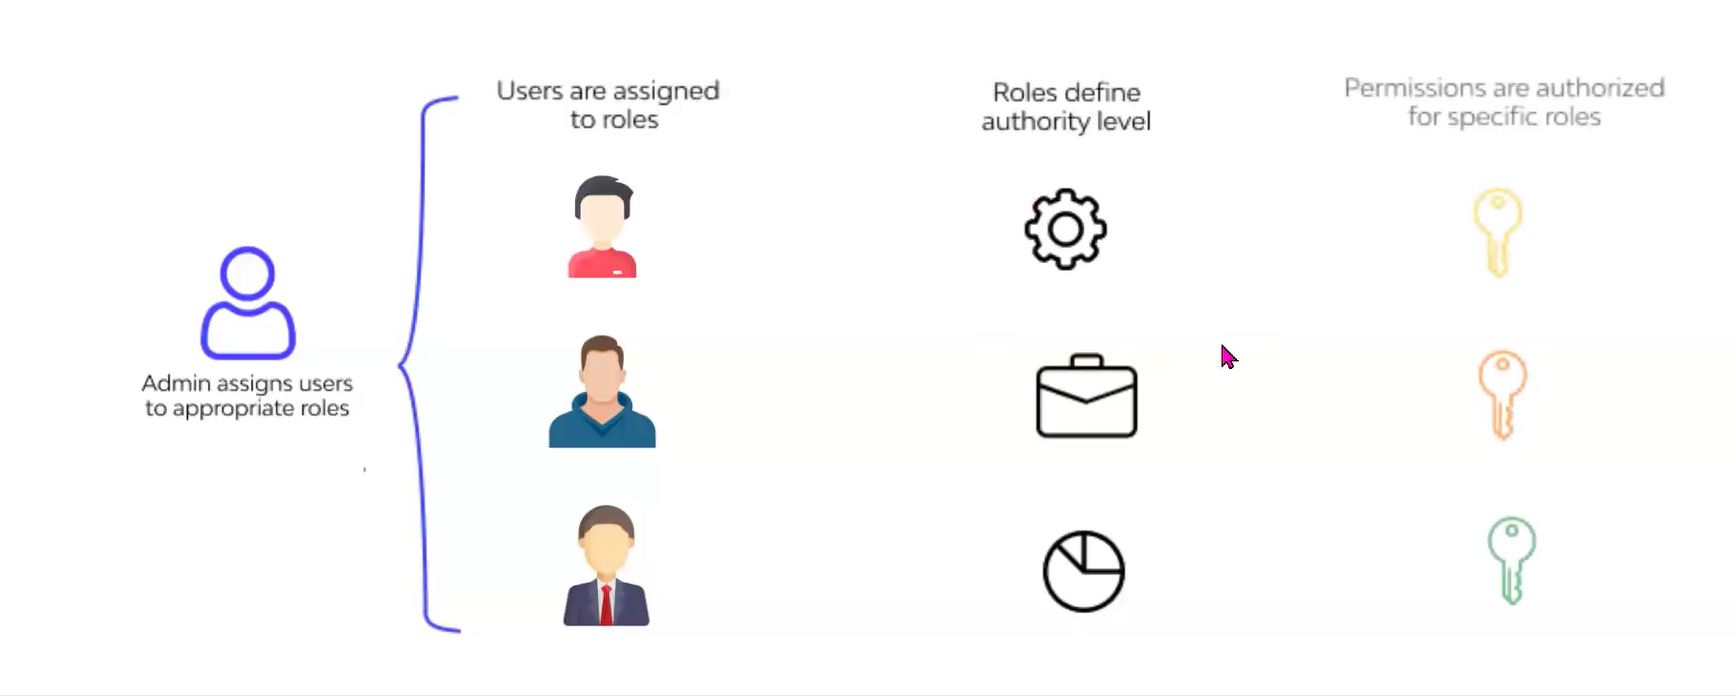 Users are assigned
to roles
Roles define
authority level
Permissions are authorized
for specific roles
Admin assigns users
to appropriate roles